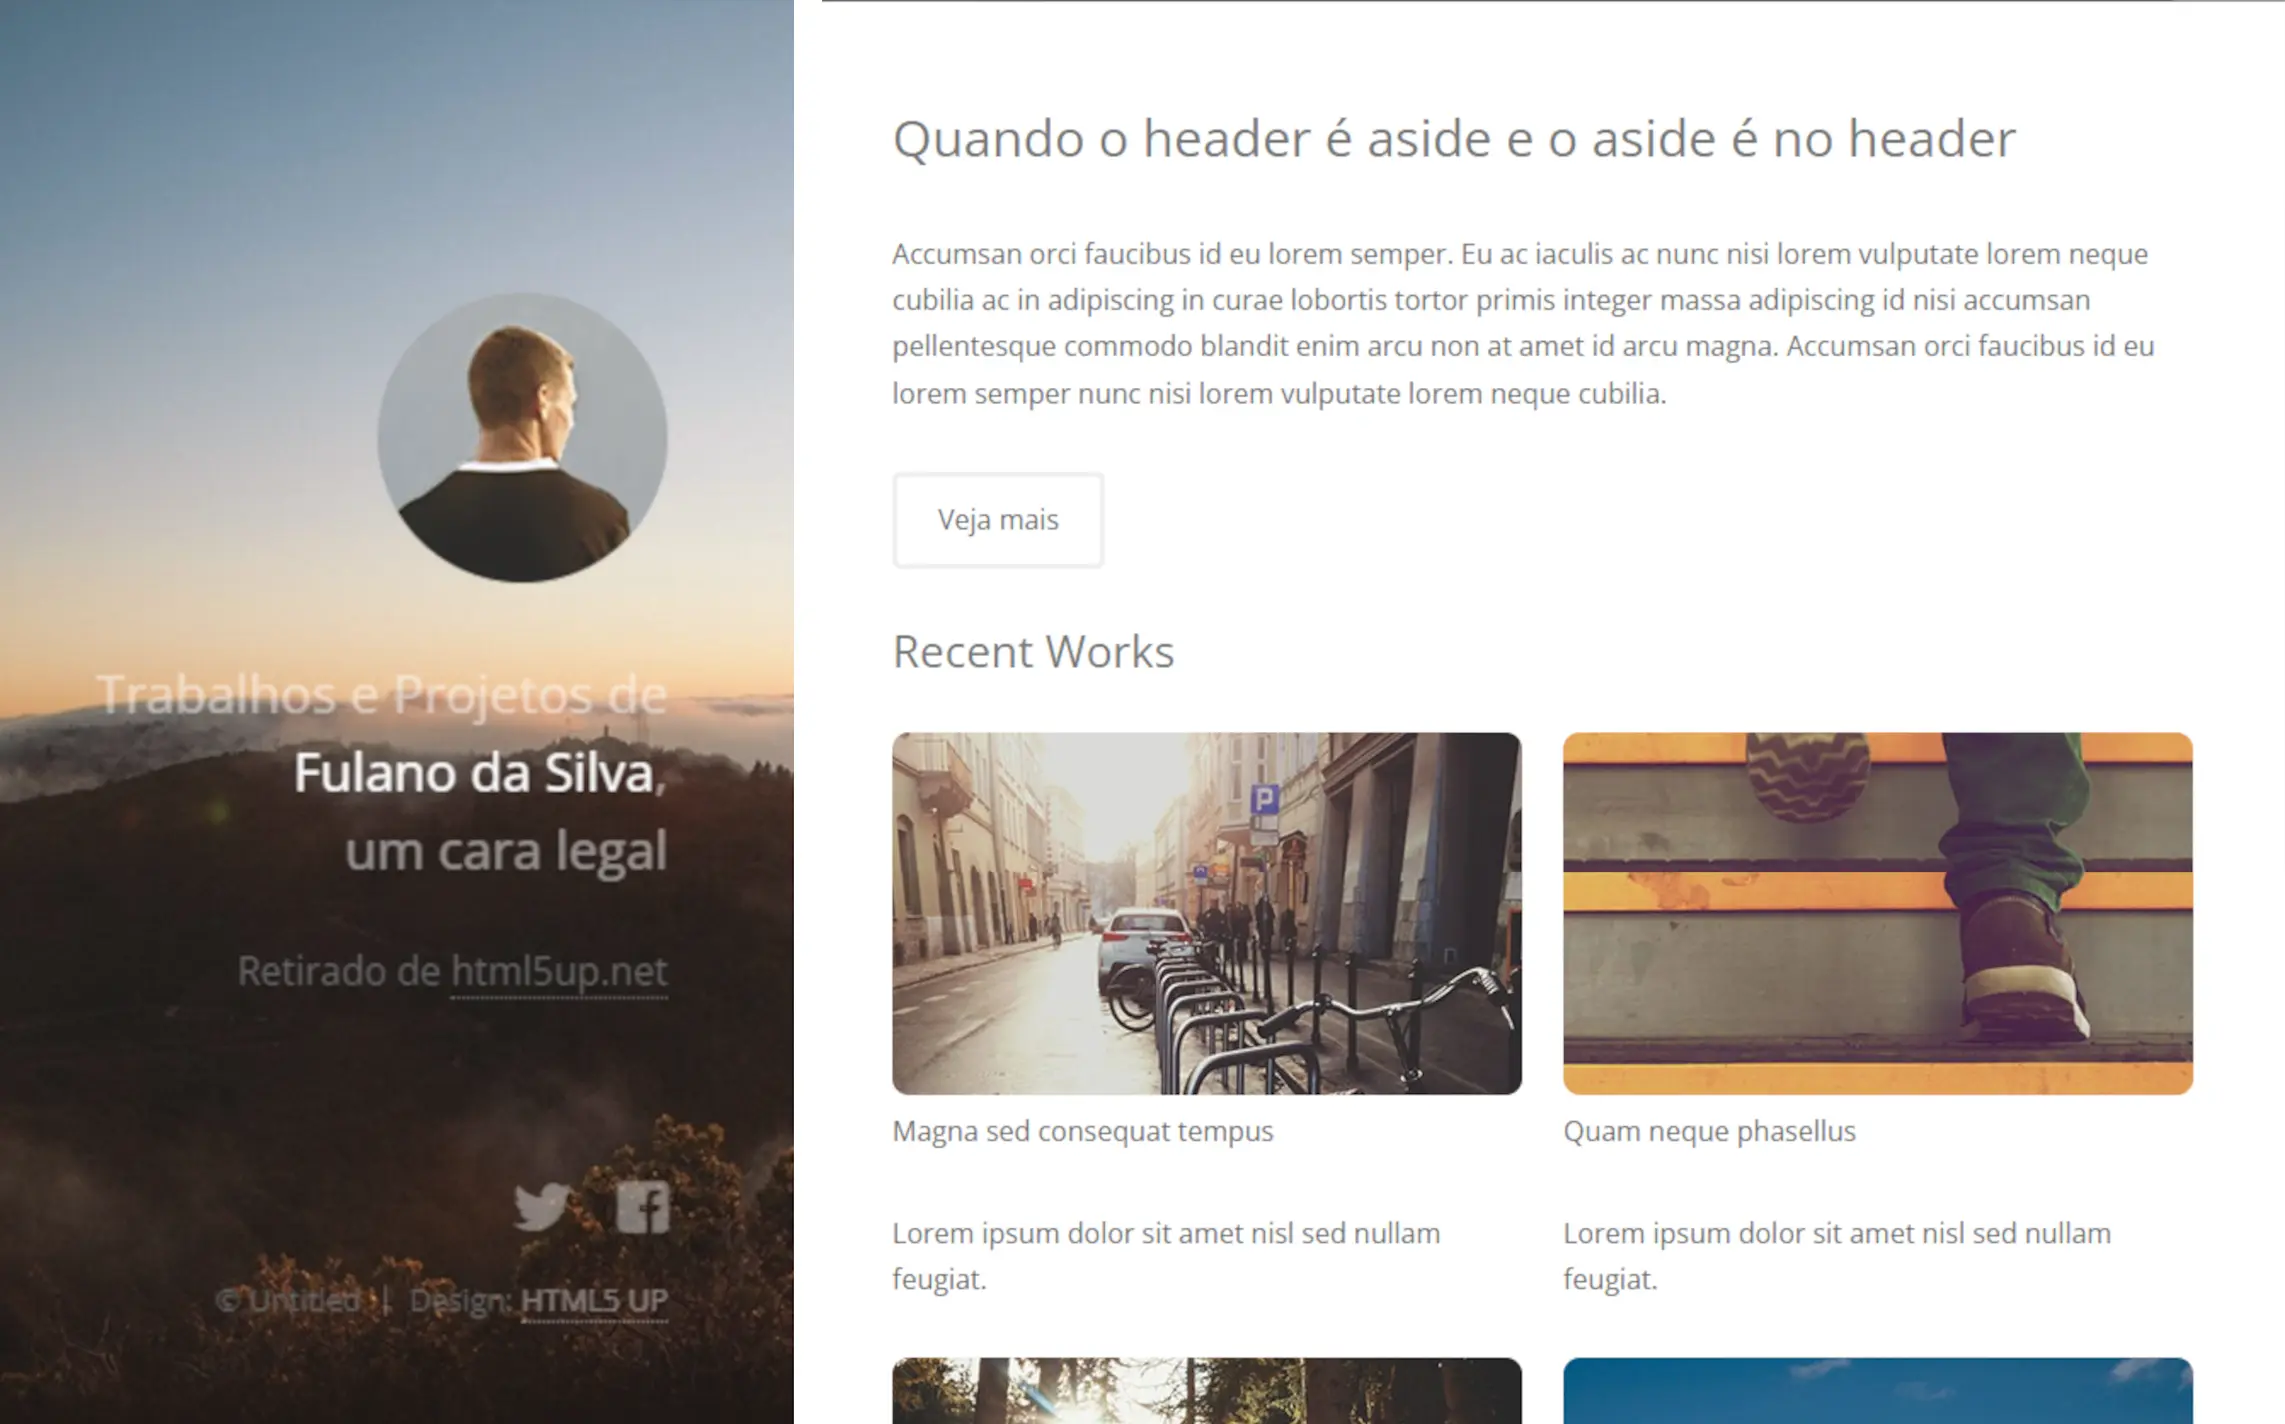 Trabalhos e Projetos de
Fulano da Silva,
um cara legal
Retirado de html5up.net
© Untitled | Design: HTML5 UP
Quando o header é aside e o aside é no header
Accumsan orci faucibus id eu lorem semper. Eu ac iaculis ac nunc nisi lorem vulputate lorem neque
cubilia ac in adipiscing in curae lobortis tortor primis integer massa adipiscing id nisi accumsan
pellentesque commodo blandit enim arcu non at amet id arcu magna. Accumsan orci faucibus id eu
lorem semper nunc nisi lorem vulputate lorem neque cubilia.
Veja mais
Recent Works
P
Magna sed consequat tempus
Lorem ipsum dolor sit amet nisl sed nullam
feugiat.
Quam neque phasellus
Lorem ipsum dolor sit amet nisl sed nullam
feugiat.